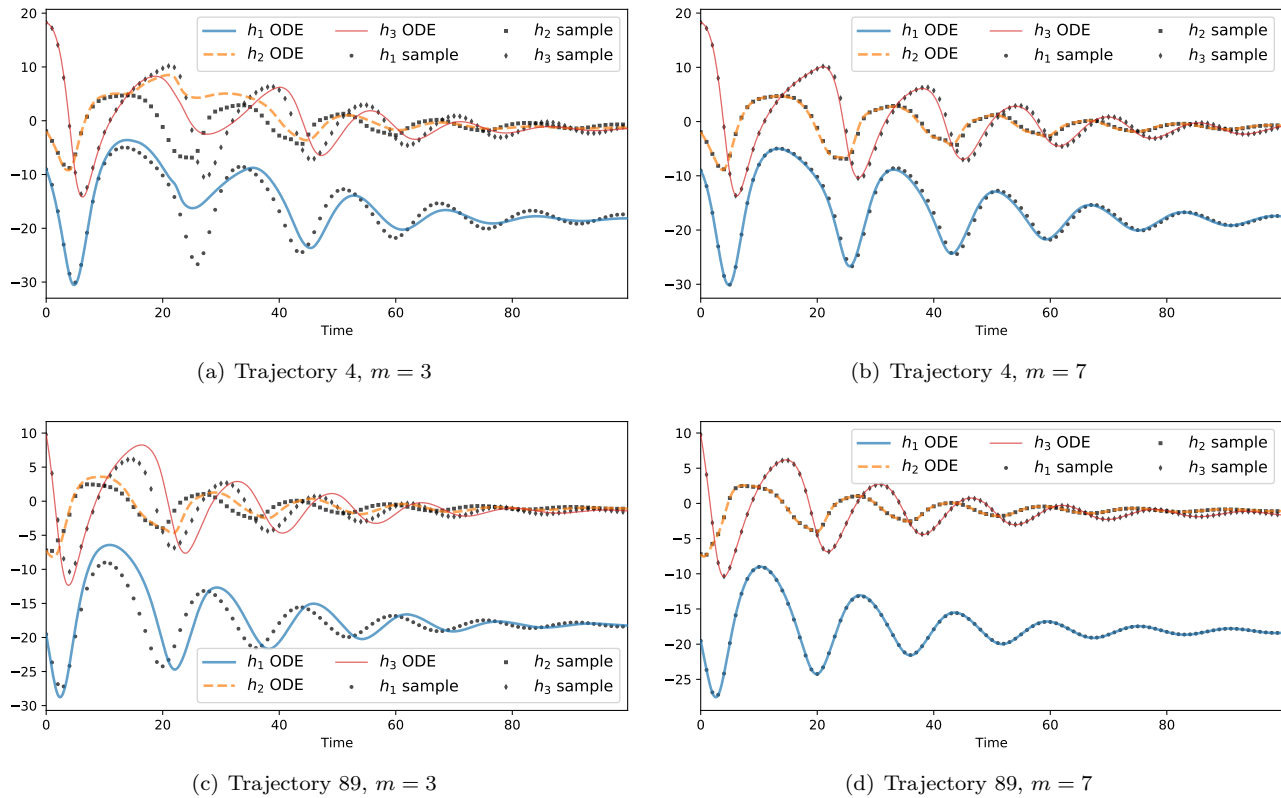 h₁ ODE h₃ ODE h₂ sample
h₂ ODE h₁ sample h₃ sample
20
10
0
−10
−20
−30
0 20 40 60 80
Time
(a) Trajectory 4, m = 3
h₁ ODE h₃ ODE h₂ sample
h₂ ODE h₁ sample h₃ sample
20
10
0
−10
−20
−30
0 20 40 60 80
Time
(b) Trajectory 4, m = 7
10
5
0
−5
−10
−15
−20
−25
−30
h₁ ODE h₃ ODE h₂ sample
h₂ ODE h₁ sample h₃ sample
0 20 40 60 80
Time
(c) Trajectory 89, m = 3
h₁ ODE h₃ ODE h₂ sample
h₂ ODE h₁ sample h₃ sample
10
5
0
−5
−10
−15
−20
−25
0 20 40 60 80
Time
(d) Trajectory 89, m = 7